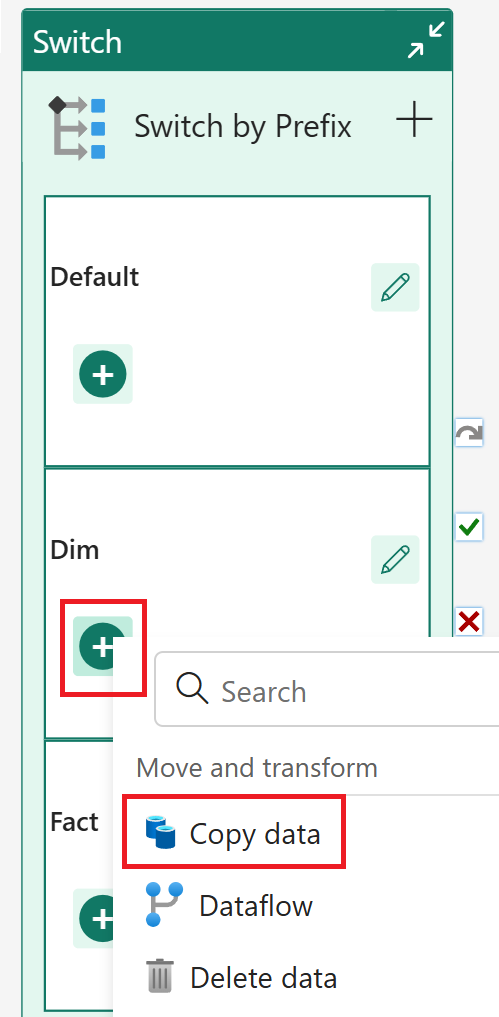 Switch
Switch by Prefix
Default
Dim
Search
Move and transform
Fact
Copy data
Dataflow
Delete data